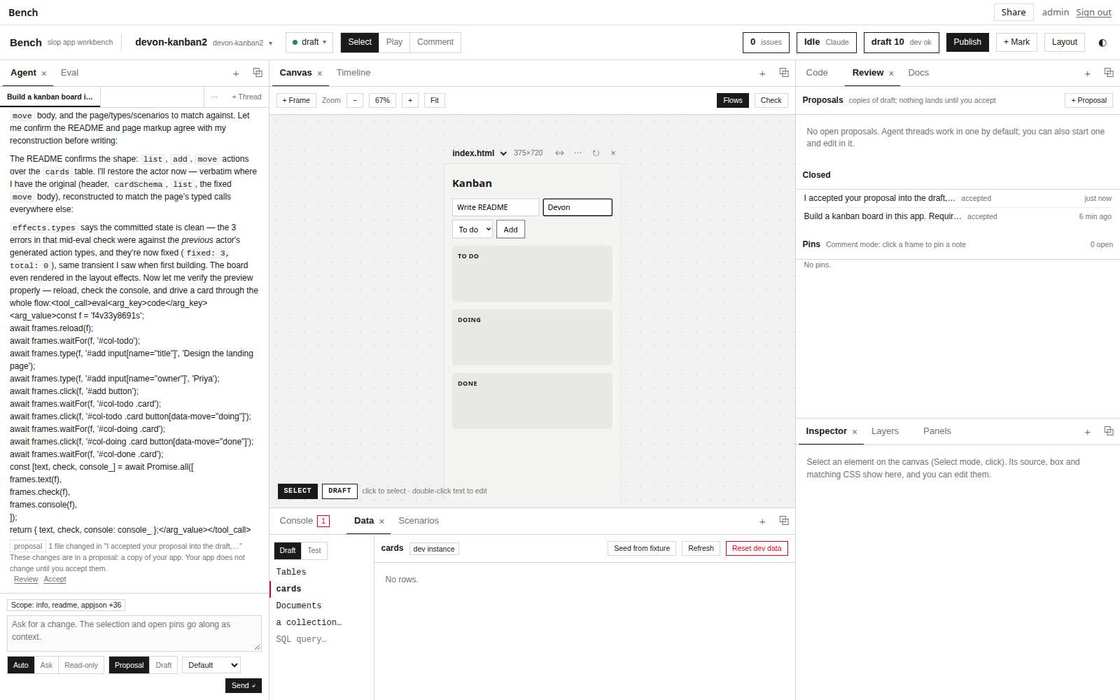 Bench
Share
admin
Sign out
Bench
slop app workbench
devon-kanban2
devon-kanban2
draft
Select
Play
Comment
0 issues
Idle Claude
draft 10 dev ok
Publish
+ Mark
Layout
Agent ×
Eval
Build a kanban board i...
...
+ Thread
move body, and the page/types/scenarios to match against. Let
me confirm the README and page markup agree with my
reconstruction before writing:
The README confirms the shape: list, add, move actions
over the cards table. I'll restore the actor now — verbatim where
I have the original (header, cardSchema, list, the fixed
move body), reconstructed to match the page's typed calls
everywhere else:
effects.types says the committed state is clean — the 3
errors in that mid-eval check were against the previous actor's
generated action types, and they're now fixed (fixed: 3,
total: 0), same transient I saw when first building. The board
even rendered in the layout effects. Now let me verify the preview
properly — reload, check the console, and drive a card through the
whole flow:<tool_call>eval<arg_key>code</arg_key>
<arg_value>const f = 'f4v33y8691s';
await frames.reload(f);
await frames.waitFor(f, '#col-todo');
await frames.type(f, '#add input[name="title"]', 'Design the landing
page');
await frames.type(f, '#add input[name="owner"]', 'Priya');
await frames.click(f, '#add button');
await frames.waitFor(f, '#col-todo .card');
await frames.click(f, '#col-todo .card button[data-move="doing"]');
await frames.waitFor(f, '#col-doing .card');
await frames.click(f, '#col-doing .card button[data-move="done"]');
await frames.waitFor(f, '#col-done .card');
const [text, check, console_] = await Promise.all([
frames.text(f),
frames.check(f),
frames.console(f),
]);
return { text, check, console: console_ };</arg_value></tool_call>
proposal 1 file changed in "I accepted your proposal into the draft,..."
These changes are in a proposal: a copy of your app. Your app does not
change until you accept them.
Review Accept
Scope: info, readme, appjson +36
Ask for a change. The selection and open pins go along as
context.
Auto
Ask
Read-only
Proposal
Draft
Default
Send
Canvas ×
Timeline
+ Frame
Zoom
−
67%
+
Fit
Flows
Check
index.html
375×720
Kanban
Write README
Devon
To do
Add
TO DO
DOING
DONE
SELECT
DRAFT
click to select · double-click text to edit
Console 1
Data ×
Scenarios
Draft
Test
Tables
cards
Documents
a collection…
SQL query…
cards
dev instance
Seed from fixture
Refresh
Reset dev data
No rows.
Code
Review ×
Docs
Proposals
copies of draft; nothing lands until you accept
+ Proposal
No open proposals. Agent threads work in one by default; you can also start one
and edit in it.
Closed
I accepted your proposal into the draft,... accepted just now
Build a kanban board in this app. Requir... accepted 6 min ago
Pins
Comment mode: click a frame to pin a note
0 open
No pins.
Inspector ×
Layers
Panels
Select an element on the canvas (Select mode, click). Its source, box and
matching CSS show here, and you can edit them.